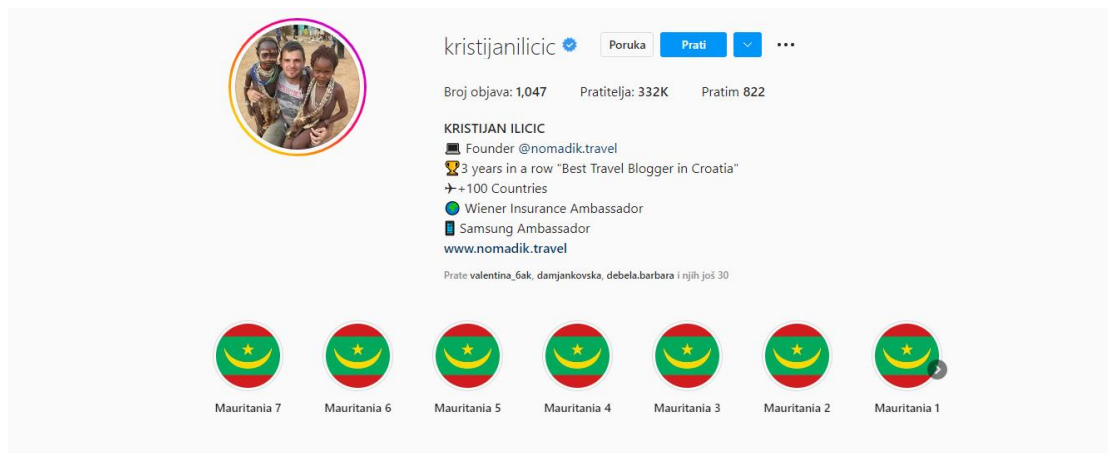 kristijanilicic Poruka Prati
Broj objava: 1,047 Pratitelja: 332K Pratim 822
KRISTIJAN ILICIC
Founder @nomadik.travel
3 years in a row "Best Travel Blogger in Croatia"
+100 Countries
Wiener Insurance Ambassador
Samsung Ambassador
www.nomadik.travel
Prate valentina_6ak, damjankovska, debela.barbara i njih još 30
Mauritania 7 Mauritania 6 Mauritania 5 Mauritania 4 Mauritania 3 Mauritania 2 Mauritania 1